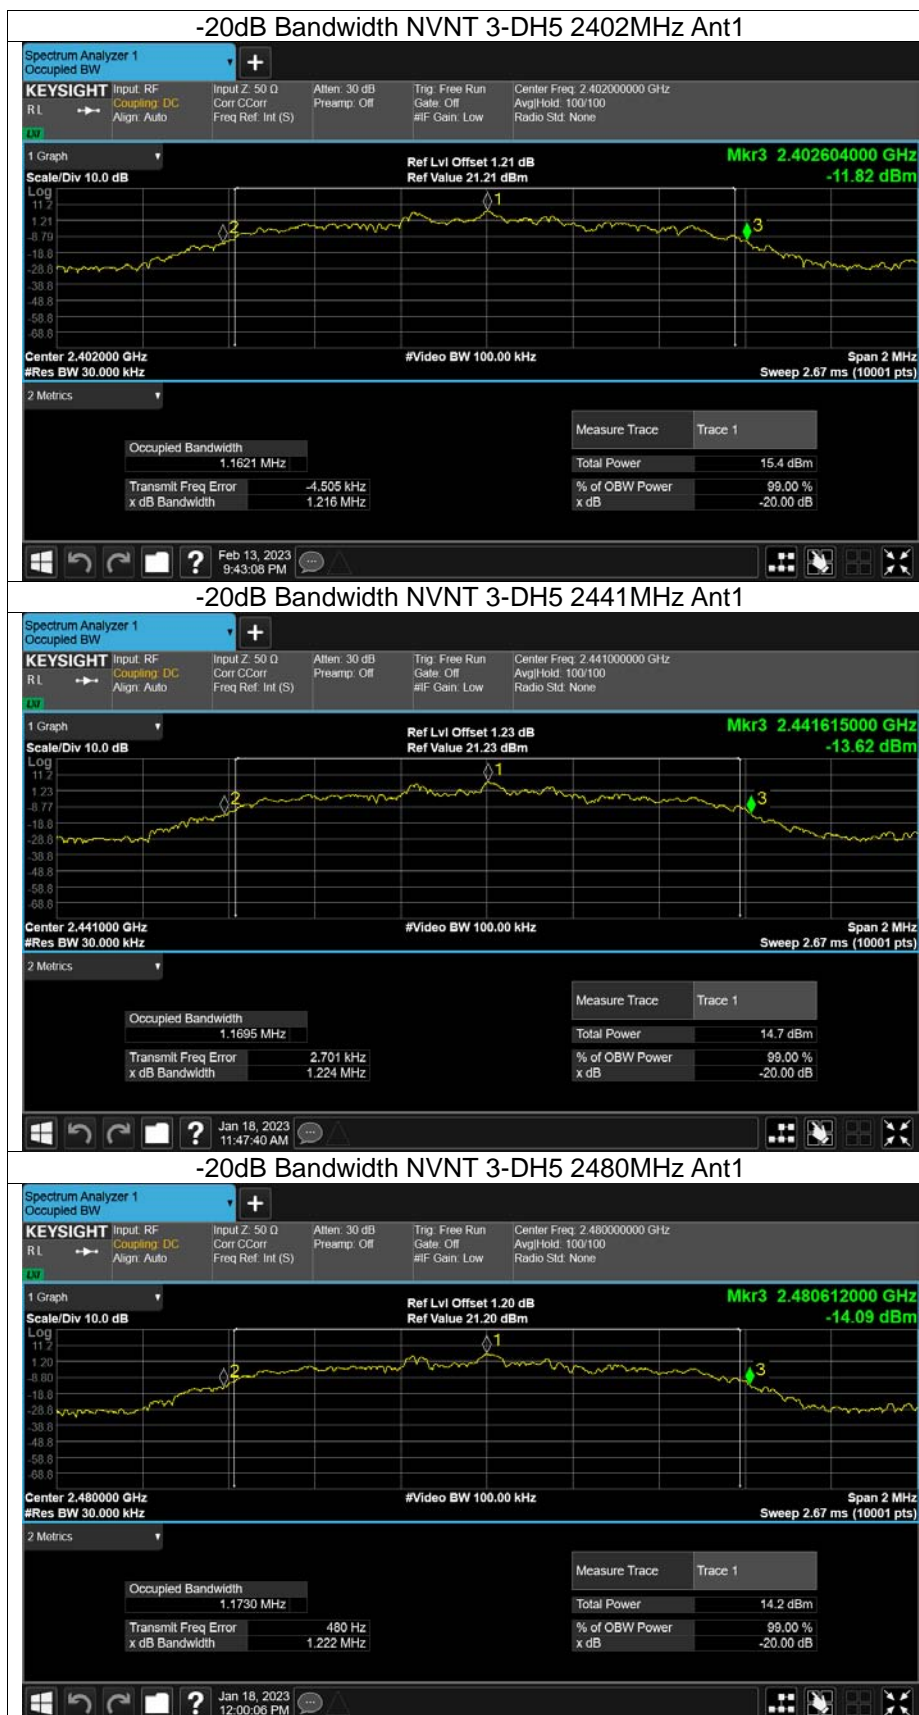 -20dB Bandwidth NVNT 3-DH5 2402MHz Ant1
Spectrum Analyzer 1
Occupied BW
+
KEYSIGHT Input: RF Input Z: 50 Ω Atten: 30 dB Trig: Free Run Center Freq: 2.402000000 GHz
RL Coupling: DC Corr CCorr Preamp: Off Gate: Off Avg|Hold: 100/100
Align: Auto Freq Ref: Int (S) #IF Gain: Low Radio Std: None
LXI
1 Graph Ref Lvl Offset 1.21 dB Mkr3 2.402604000 GHz
Scale/Div 10.0 dB Ref Value 21.21 dBm -11.82 dBm
Log
11.2
1
1.21
2
3
-8.79
-18.8
-28.8
-38.8
-48.8
-58.8
-68.8
Center 2.402000 GHz #Video BW 100.00 kHz Span 2 MHz
#Res BW 30.000 kHz Sweep 2.67 ms (10001 pts)
2 Metrics
Measure Trace Trace 1
Occupied Bandwidth
1.1621 MHz Total Power 15.4 dBm
Transmit Freq Error -4.505 kHz % of OBW Power 99.00 %
x dB Bandwidth 1.216 MHz x dB -20.00 dB
? Feb 13, 2023
9:43:08 PM
-20dB Bandwidth NVNT 3-DH5 2441MHz Ant1
Spectrum Analyzer 1
Occupied BW
+
KEYSIGHT Input: RF Input Z: 50 Ω Atten: 30 dB Trig: Free Run Center Freq: 2.441000000 GHz
RL Coupling: DC Corr CCorr Preamp: Off Gate: Off Avg|Hold: 100/100
Align: Auto Freq Ref: Int (S) #IF Gain: Low Radio Std: None
LXI
1 Graph Ref Lvl Offset 1.23 dB Mkr3 2.441615000 GHz
Scale/Div 10.0 dB Ref Value 21.23 dBm -13.62 dBm
Log
11.2
1
1.23
2
3
-8.77
-18.8
-28.8
-38.8
-48.8
-58.8
-68.8
Center 2.441000 GHz #Video BW 100.00 kHz Span 2 MHz
#Res BW 30.000 kHz Sweep 2.67 ms (10001 pts)
2 Metrics
Measure Trace Trace 1
Occupied Bandwidth
1.1695 MHz Total Power 14.7 dBm
Transmit Freq Error 2.701 kHz % of OBW Power 99.00 %
x dB Bandwidth 1.224 MHz x dB -20.00 dB
? Jan 18, 2023
11:47:40 AM
-20dB Bandwidth NVNT 3-DH5 2480MHz Ant1
Spectrum Analyzer 1
Occupied BW
+
KEYSIGHT Input: RF Input Z: 50 Ω Atten: 30 dB Trig: Free Run Center Freq: 2.480000000 GHz
RL Coupling: DC Corr CCorr Preamp: Off Gate: Off Avg|Hold: 100/100
Align: Auto Freq Ref: Int (S) #IF Gain: Low Radio Std: None
LXI
1 Graph Ref Lvl Offset 1.20 dB Mkr3 2.480612000 GHz
Scale/Div 10.0 dB Ref Value 21.20 dBm -14.09 dBm
Log
11.2
1
1.20
2
3
-8.80
-18.8
-28.8
-38.8
-48.8
-58.8
-68.8
Center 2.480000 GHz #Video BW 100.00 kHz Span 2 MHz
#Res BW 30.000 kHz Sweep 2.67 ms (10001 pts)
2 Metrics
Measure Trace Trace 1
Occupied Bandwidth
1.1730 MHz Total Power 14.2 dBm
Transmit Freq Error 480 Hz % of OBW Power 99.00 %
x dB Bandwidth 1.222 MHz x dB -20.00 dB
? Jan 18, 2023
12:00:06 PM